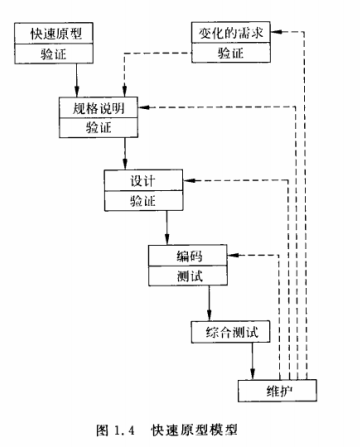 快速原型
验证
变化的需求
验证
规格说明
验证
设计
验证
编码
测试
综合测试
维护
图 1.4 快速原型模型